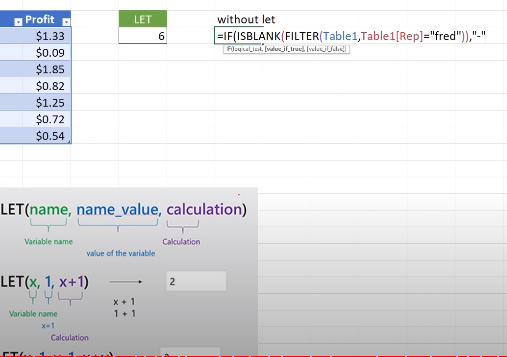 Profit LET without let
$1.33 6 =IF(ISBLANK(FILTER(Table1,Table1[Rep]="fred")),"-"
IF(logical_test, [value_if_true], [value_if_false])
$0.09
$1.85
$0.82
$1.25
$0.72
$0.54
LET(name, name_value, calculation)
Variable name Calculation
value of the variable
LET(x, 1, x+1) 2
x + 1
Variable name 1 + 1
x=1
Calculation